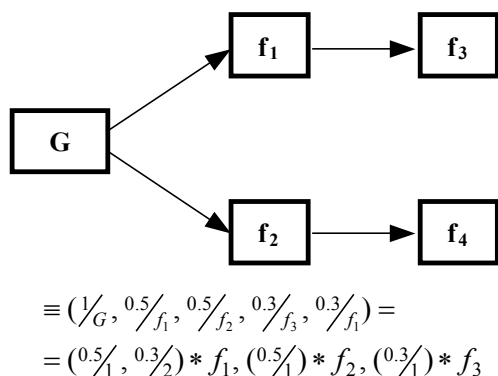 f₁ f₃
G
f₂ f₄
≡ (1/G, 0.5/f₁, 0.5/f₂, 0.3/f₃, 0.3/f₁) =
= (0.5/1, 0.3/2) * f₁, (0.5/1) * f₂, (0.3/1) * f₃